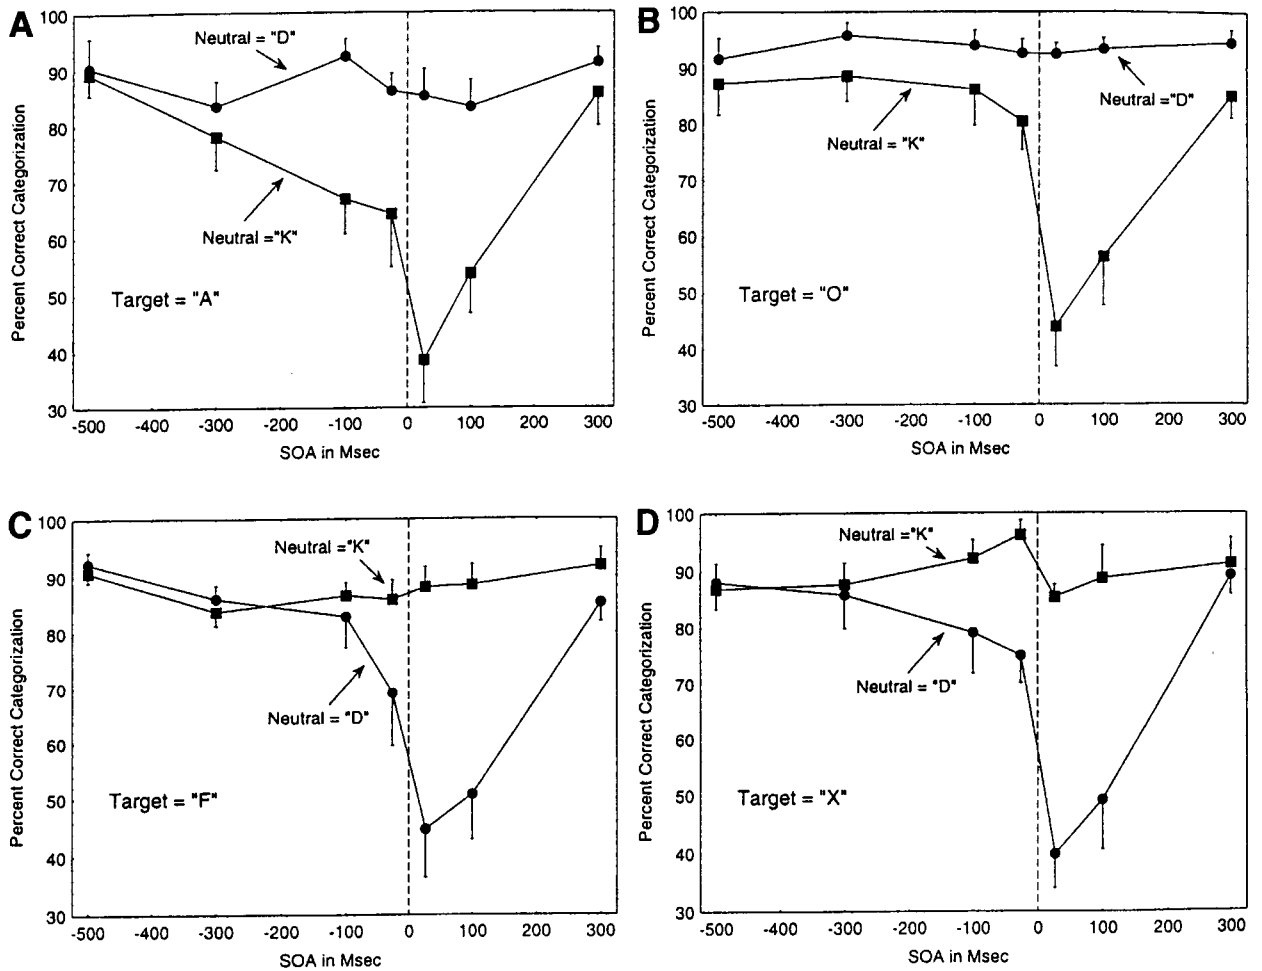 A
100
90
80
70
60
50
40
30
Percent Correct Categorization
Neutral = "D"
Neutral ="K"
Target = "A"
-500 -400 -300 -200 -100 0 100 200 300
SOA in Msec
B
100
90
80
70
60
50
40
30
Percent Correct Categorization
Neutral ="D"
Neutral = "K"
Target = "O"
-500 -400 -300 -200 -100 0 100 200 300
SOA in Msec
C
100
90
80
70
60
50
40
30
Percent Correct Categorization
Neutral ="K"
Neutral = "D"
Target = "F"
-500 -400 -300 -200 -100 0 100 200 300
SOA in Msec
D
100
90
80
70
60
50
40
30
Percent Correct Categorization
Neutral ="K"
Neutral = "D"
Target = "X"
-500 -400 -300 -200 -100 0 100 200 300
SOA in Msec